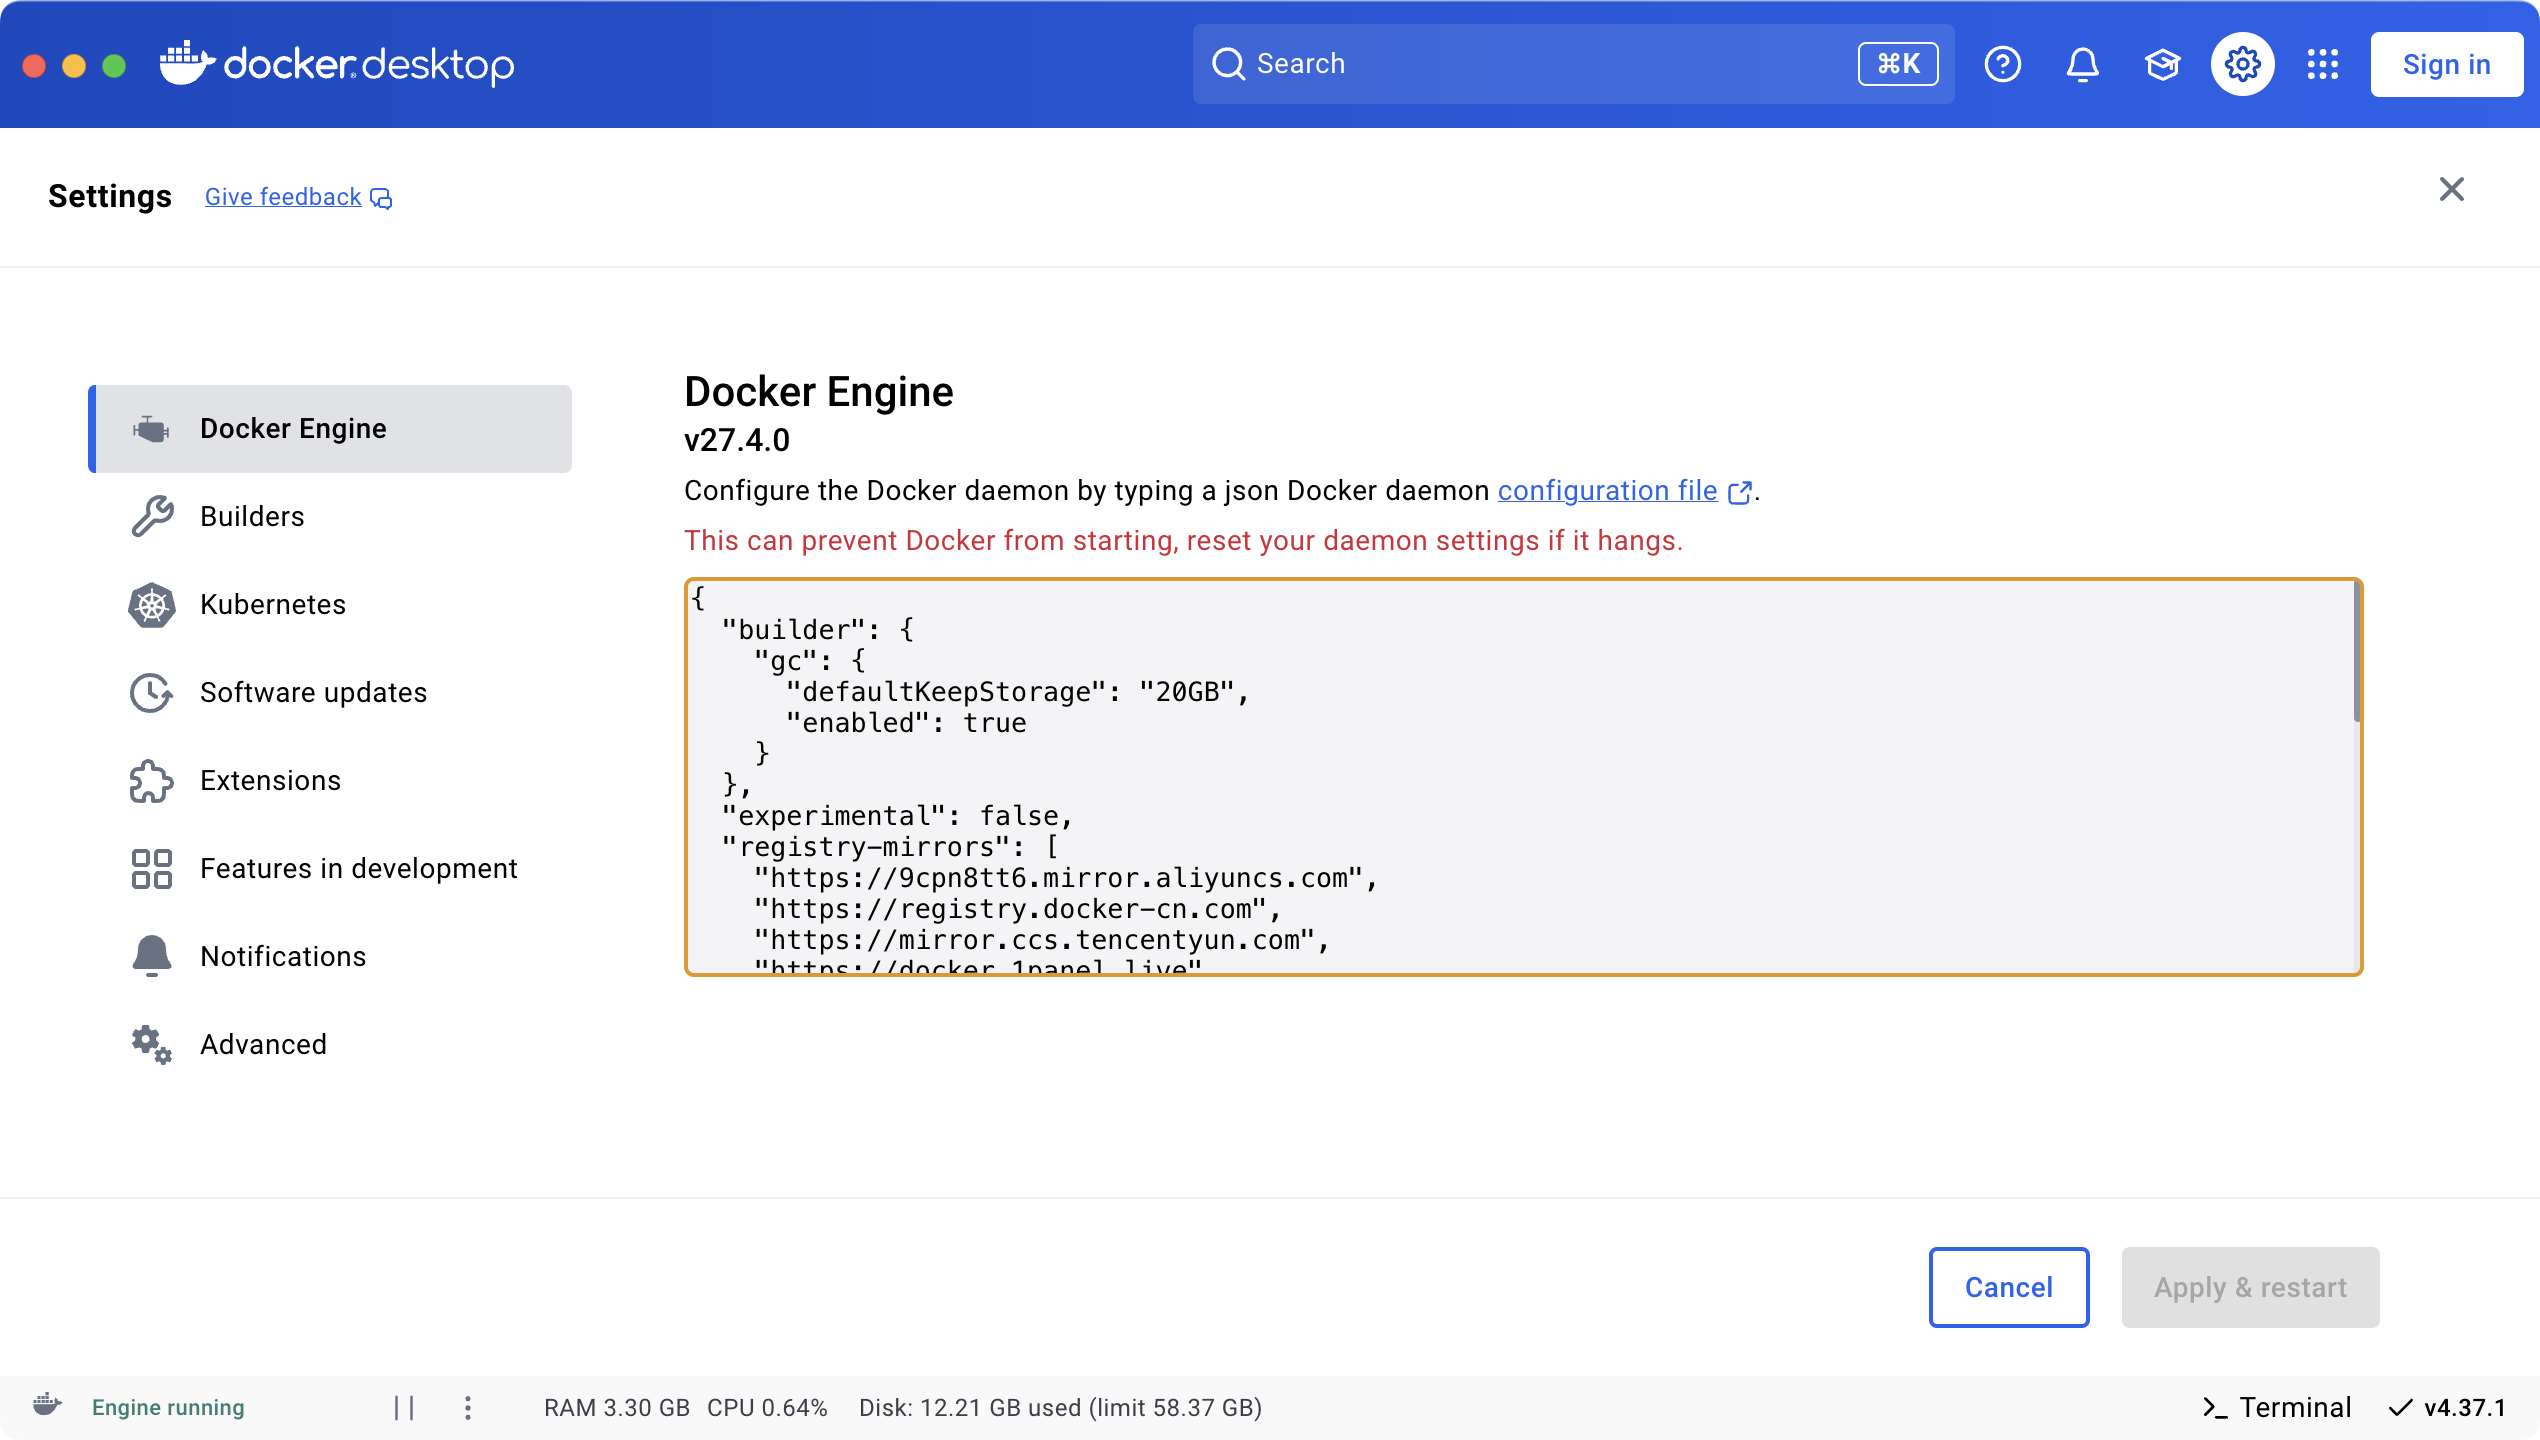 docker desktop
Search
⌘K
Sign in
Settings
Give feedback
Docker Engine
Builders
Kubernetes
Software updates
Extensions
Features in development
Notifications
Advanced
Docker Engine
v27.4.0
Configure the Docker daemon by typing a json Docker daemon configuration file.
This can prevent Docker from starting, reset your daemon settings if it hangs.
{
  "builder": {
    "gc": {
      "defaultKeepStorage": "20GB",
      "enabled": true
    }
  },
  "experimental": false,
  "registry-mirrors": [
    "https://9cpn8tt6.mirror.aliyuncs.com",
    "https://registry.docker-cn.com",
    "https://mirror.ccs.tencentyun.com",
    "https://docker.1panel.live"
Cancel
Apply & restart
Engine running
RAM 3.30 GB CPU 0.64% Disk: 12.21 GB used (limit 58.37 GB)
Terminal
v4.37.1